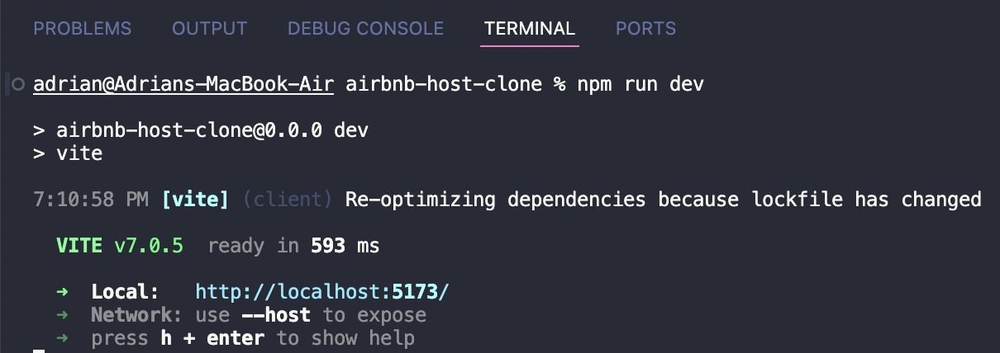 PROBLEMS OUTPUT DEBUG CONSOLE TERMINAL PORTS
adrian@Adrians-MacBook-Air airbnb-host-clone % npm run dev
> airbnb-host-clone@0.0.0 dev
> vite
7:10:58 PM [vite] (client) Re-optimizing dependencies because lockfile has changed
VITE v7.0.5 ready in 593 ms
➜ Local: http://localhost:5173/
➜ Network: use --host to expose
➜ press h + enter to show help